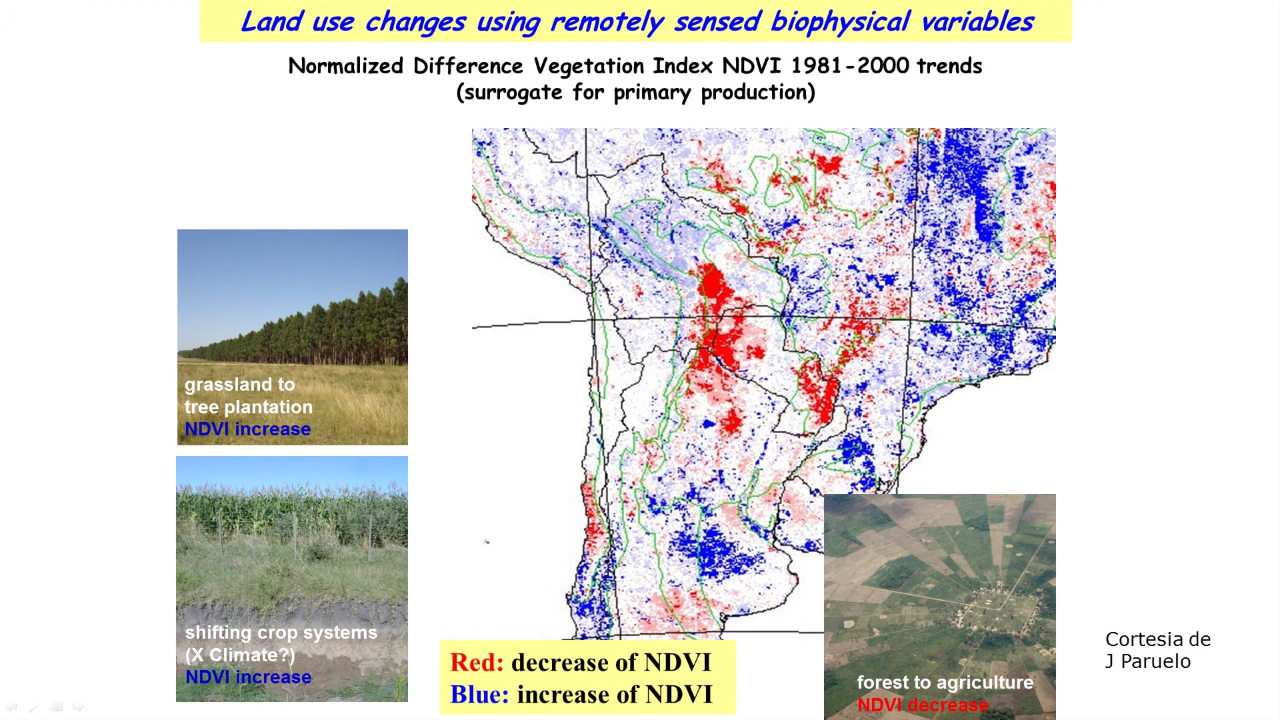 Land use changes using remotely sensed biophysical variables
Normalized Difference Vegetation Index NDVI 1981-2000 trends
(surrogate for primary production)
grassland to
tree plantation
NDVI increase
shifting crop systems
(X Climate?)
NDVI increase
Red: decrease of NDVI
Blue: increase of NDVI
forest to agriculture
NDVI decrease
Cortesia de
J Paruelo